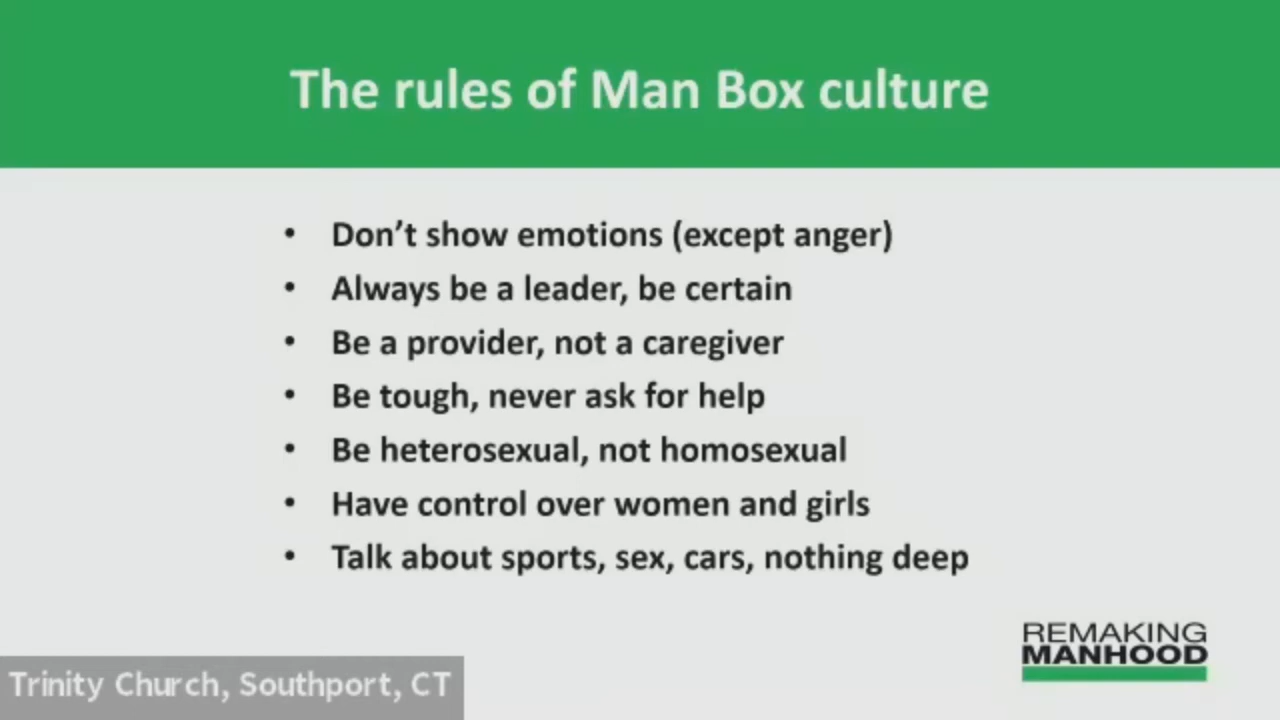 The rules of Man Box culture
• Don’t show emotions (except anger)
• Always be a leader, be certain
• Be a provider, not a caregiver
• Be tough, never ask for help
• Be heterosexual, not homosexual
• Have control over women and girls
• Talk about sports, sex, cars, nothing deep
REMAKING
MANHOOD
Trinity Church, Southport, CT